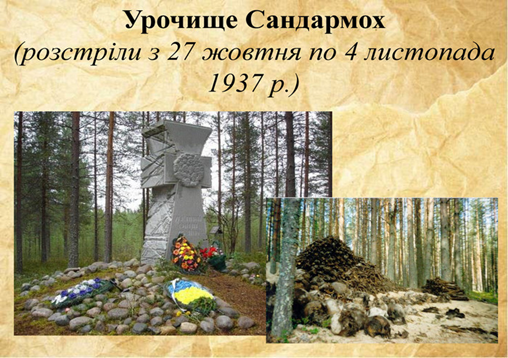 Урочище Сандармох
(розстріли з 27 жовтня по 4 листопада
1937 р.)